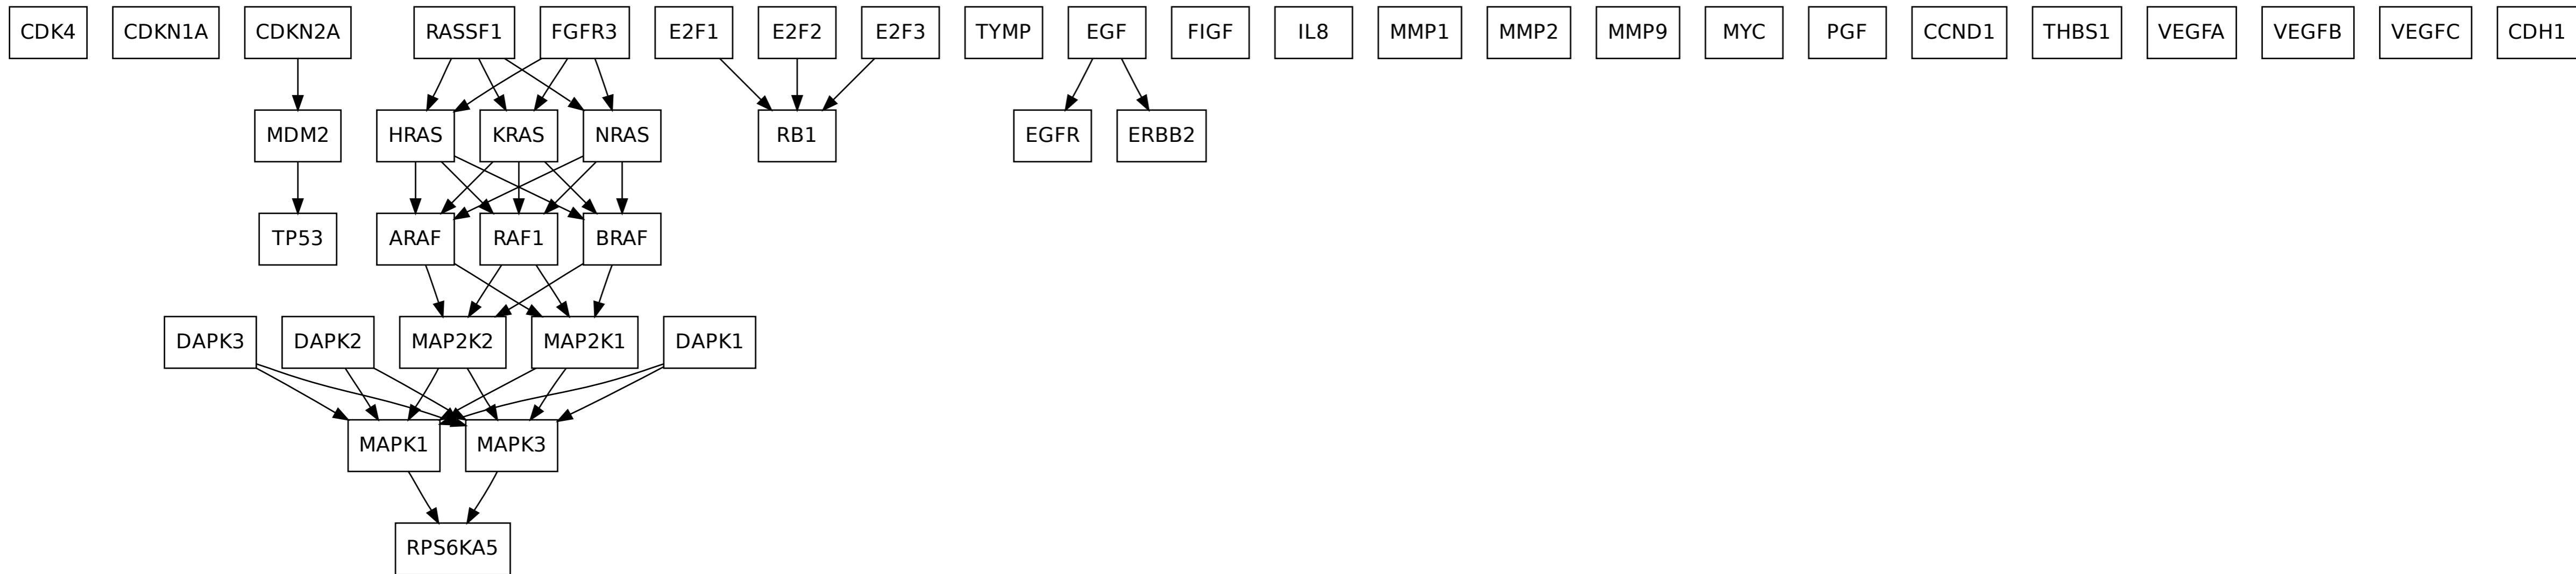 CDK4 CDKN1A CDKN2A RASSF1 FGFR3 E2F1 E2F2 E2F3 TYMP EGF FIGF IL8 MMP1 MMP2 MMP9 MYC PGF CCND1 THBS1 VEGFA VEGFB VEGFC CDH1
MDM2 HRAS KRAS NRAS RB1 EGFR ERBB2
TP53 ARAF RAF1 BRAF
DAPK3 DAPK2 MAP2K2 MAP2K1 DAPK1
MAPK1 MAPK3
RPS6KA5